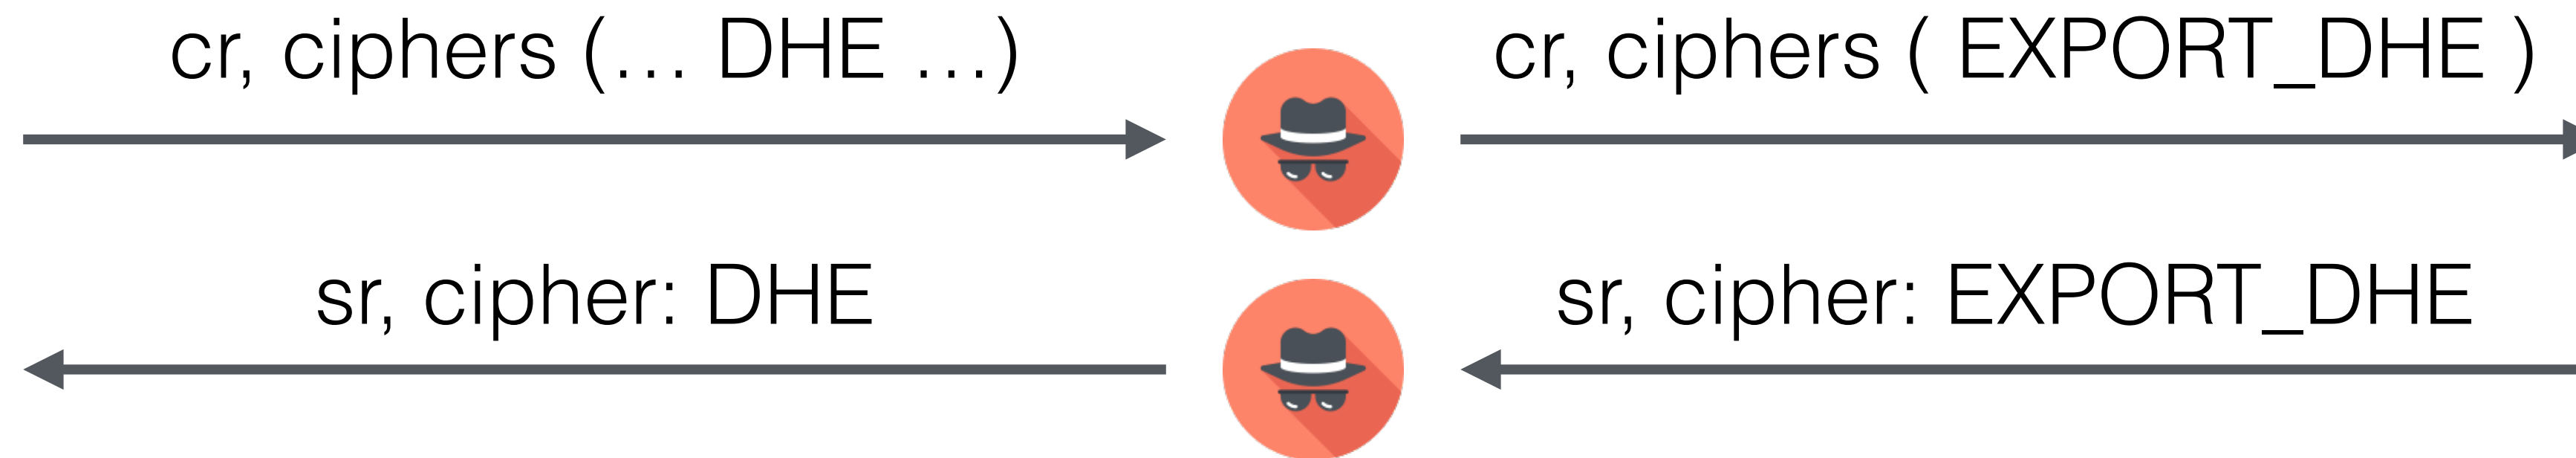 cr, ciphers (… DHE …)
cr, ciphers ( EXPORT_DHE )
sr, cipher: DHE
sr, cipher: EXPORT_DHE